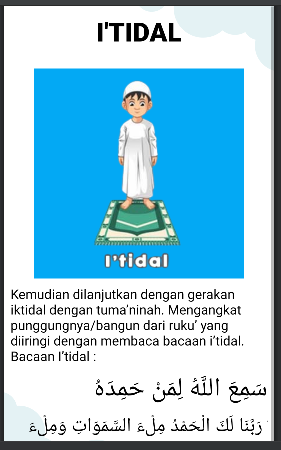 I'TIDAL
I'tidal
Kemudian dilanjutkan dengan gerakan
iktidal dengan tuma'ninah. Mengangkat
punggungnya/bangun dari ruku' yang
diiringi dengan membaca bacaan i'tidal.
Bacaan I'tidal :
سَمِعَ اللَّهُ لِمَنْ حَمِدَهُ
رَبَّنَا لَكَ الْحَمْدُ مِلْءَ السَّمَوَاتِ وَمِلْءَ